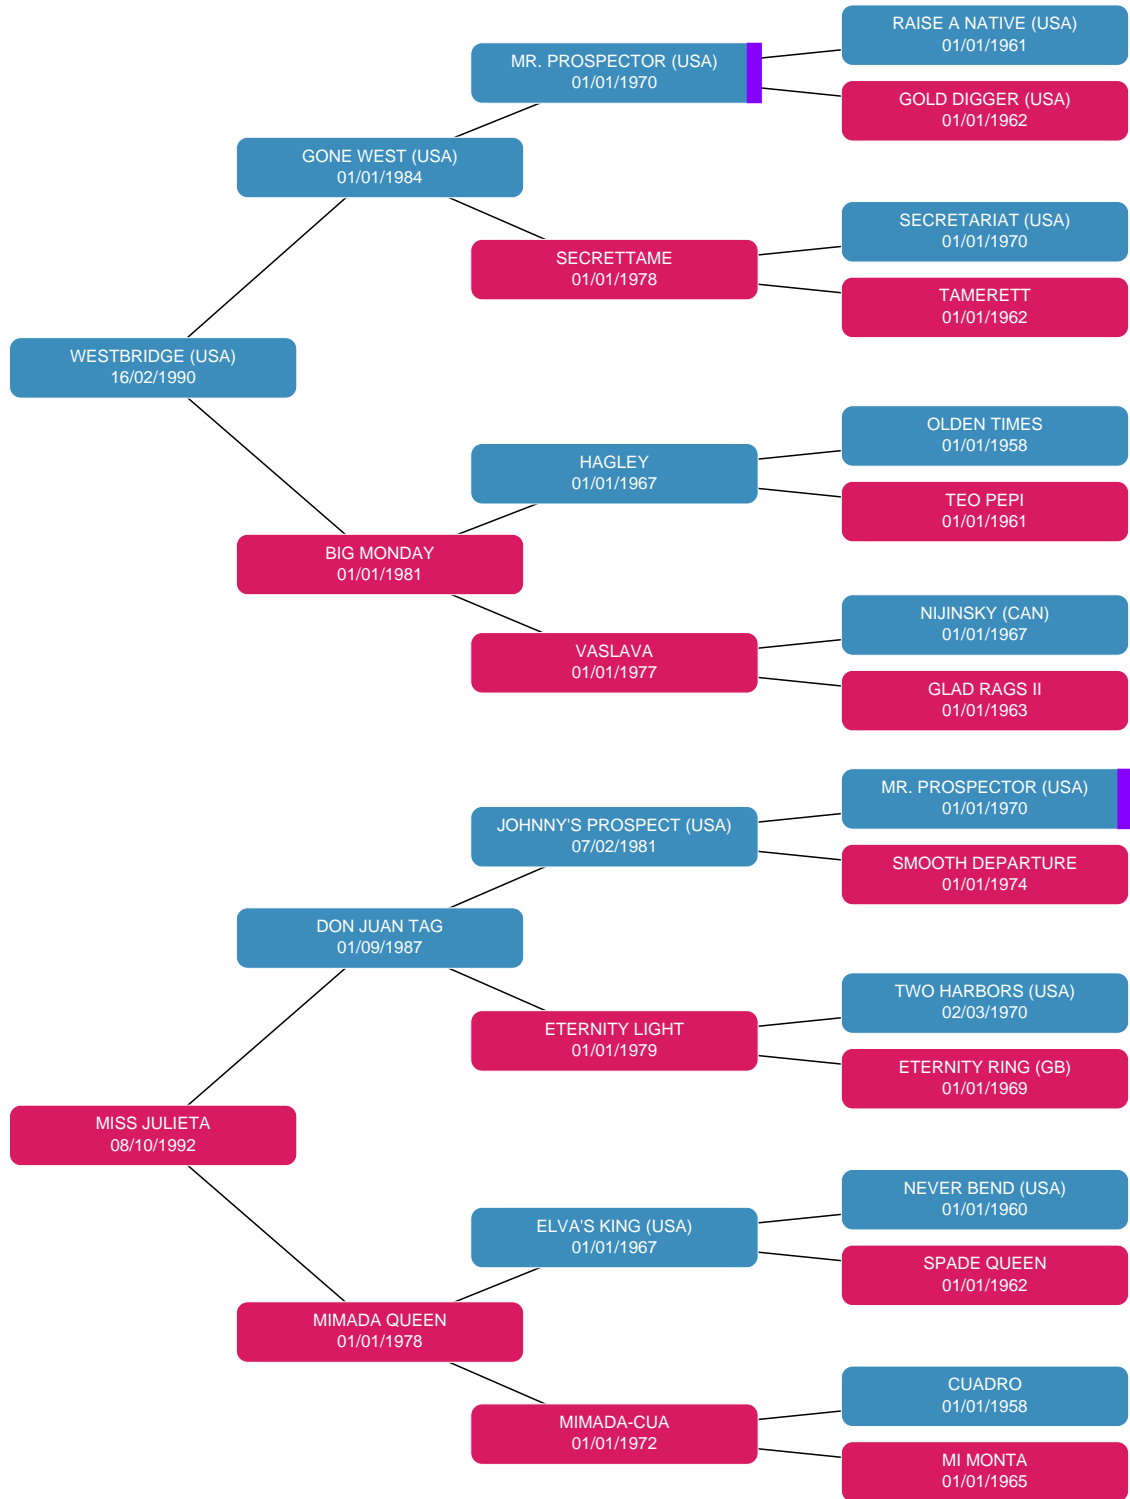 RAISE A NATIVE (USA)
01/01/1961
MR. PROSPECTOR (USA)
01/01/1970
GOLD DIGGER (USA)
01/01/1962
GONE WEST (USA)
01/01/1984
SECRETARIAT (USA)
01/01/1970
SECRETTAME
01/01/1978
TAMERETT
01/01/1962
WESTBRIDGE (USA)
16/02/1990
OLDEN TIMES
01/01/1958
HAGLEY
01/01/1967
TEO PEPI
01/01/1961
BIG MONDAY
01/01/1981
NIJINSKY (CAN)
01/01/1967
VASLAVA
01/01/1977
GLAD RAGS II
01/01/1963
MR. PROSPECTOR (USA)
01/01/1970
JOHNNY'S PROSPECT (USA)
07/02/1981
SMOOTH DEPARTURE
01/01/1974
DON JUAN TAG
01/09/1987
TWO HARBORS (USA)
02/03/1970
ETERNITY LIGHT
01/01/1979
ETERNITY RING (GB)
01/01/1969
MISS JULIETA
08/10/1992
NEVER BEND (USA)
01/01/1960
ELVA'S KING (USA)
01/01/1967
SPADE QUEEN
01/01/1962
MIMADA QUEEN
01/01/1978
CUADRO
01/01/1958
MIMADA-CUA
01/01/1972
MI MONTA
01/01/1965